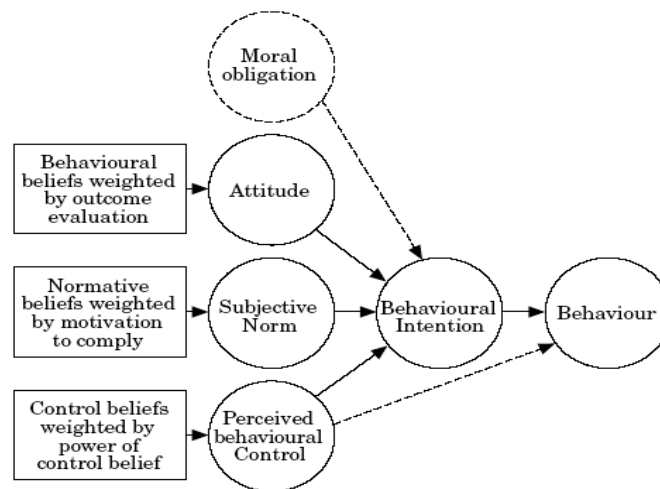 Moral
obligation
Behavioural
beliefs weighted
by outcome
evaluation
Attitude
Normative
beliefs weighted
by motivation
to comply
Subjective
Norm
Behavioural
Intention
Behaviour
Control beliefs
weighted by
power of
control belief
Perceived
behavioural
Control